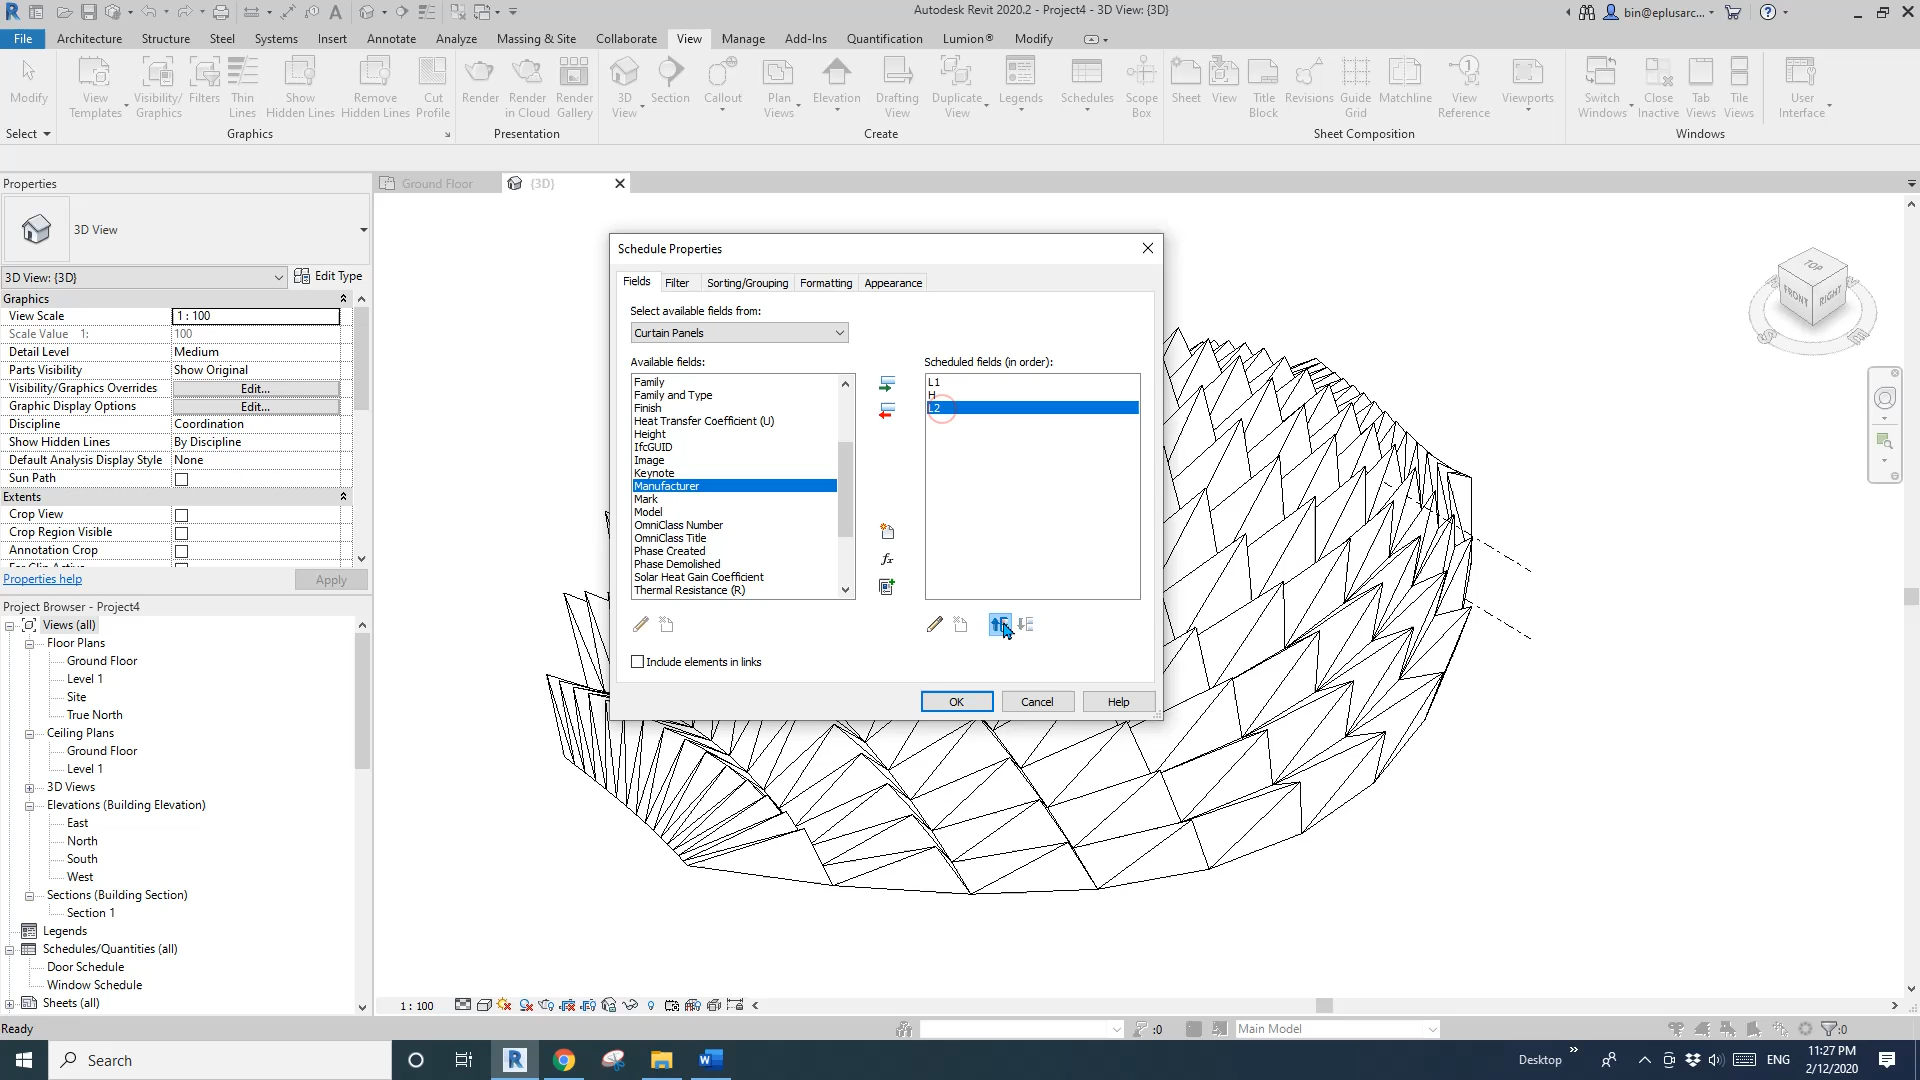 Autodesk Revit 2020.2 - Project4 - 3D View: {3D}
bin@eplusarc...
File Architecture Structure Steel Systems Insert Annotate Analyze Massing & Site Collaborate View Manage Add-Ins Quantification Lumion® Modify
Modify
View Templates
Visibility/ Graphics
Filters
Thin Lines
Show Hidden Lines
Remove Hidden Lines
Cut Profile
Render
Render in Cloud
Render Gallery
3D View
Section
Callout
Plan Views
Elevation
Drafting View
Duplicate View
Legends
Schedules
Scope Box
Sheet
View
Title Block
Revisions
Guide Grid
Matchline
View Reference
Viewports
Switch Windows
Close Inactive
Tab Views
Tile Views
User Interface
Select Graphics Presentation Create Sheet Composition Windows
Properties
Ground Floor
{3D}
3D View
3D View: {3D}
Edit Type
Graphics
View Scale 1 : 100
Scale Value 1: 100
Detail Level Medium
Parts Visibility Show Original
Visibility/Graphics Overrides Edit...
Graphic Display Options Edit...
Discipline Coordination
Show Hidden Lines By Discipline
Default Analysis Display Style None
Sun Path
Extents
Crop View
Crop Region Visible
Annotation Crop
Far Clip Active
Properties help
Apply
Project Browser - Project4
Views (all)
Floor Plans
Ground Floor
Level 1
Site
True North
Ceiling Plans
Ground Floor
Level 1
3D Views
Elevations (Building Elevation)
East
North
South
West
Sections (Building Section)
Section 1
Legends
Schedules/Quantities (all)
Door Schedule
Window Schedule
Sheets (all)
Schedule Properties
Fields Filter Sorting/Grouping Formatting Appearance
Select available fields from:
Curtain Panels
Available fields:
Family
Family and Type
Finish
Heat Transfer Coefficient (U)
Height
IfcGUID
Image
Keynote
Manufacturer
Mark
Model
OmniClass Number
OmniClass Title
Phase Created
Phase Demolished
Solar Heat Gain Coefficient
Thermal Resistance (R)
Scheduled fields (in order):
L1
H
L2
fx
Include elements in links
OK Cancel Help
TOP
FRONT
RIGHT
S
E
1 : 100
Ready
:0
Main Model
:0
Search
Desktop
ENG
11:27 PM
2/12/2020